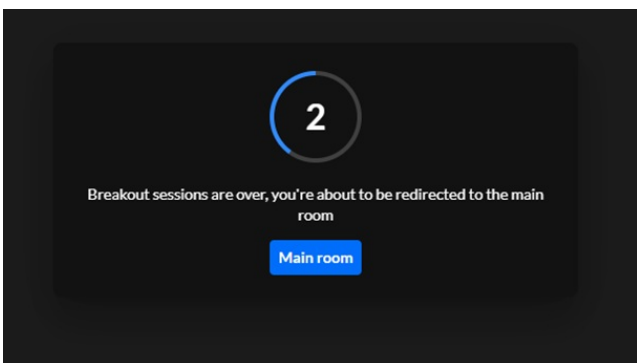 2
Breakout sessions are over, you're about to be redirected to the main
room
Main room